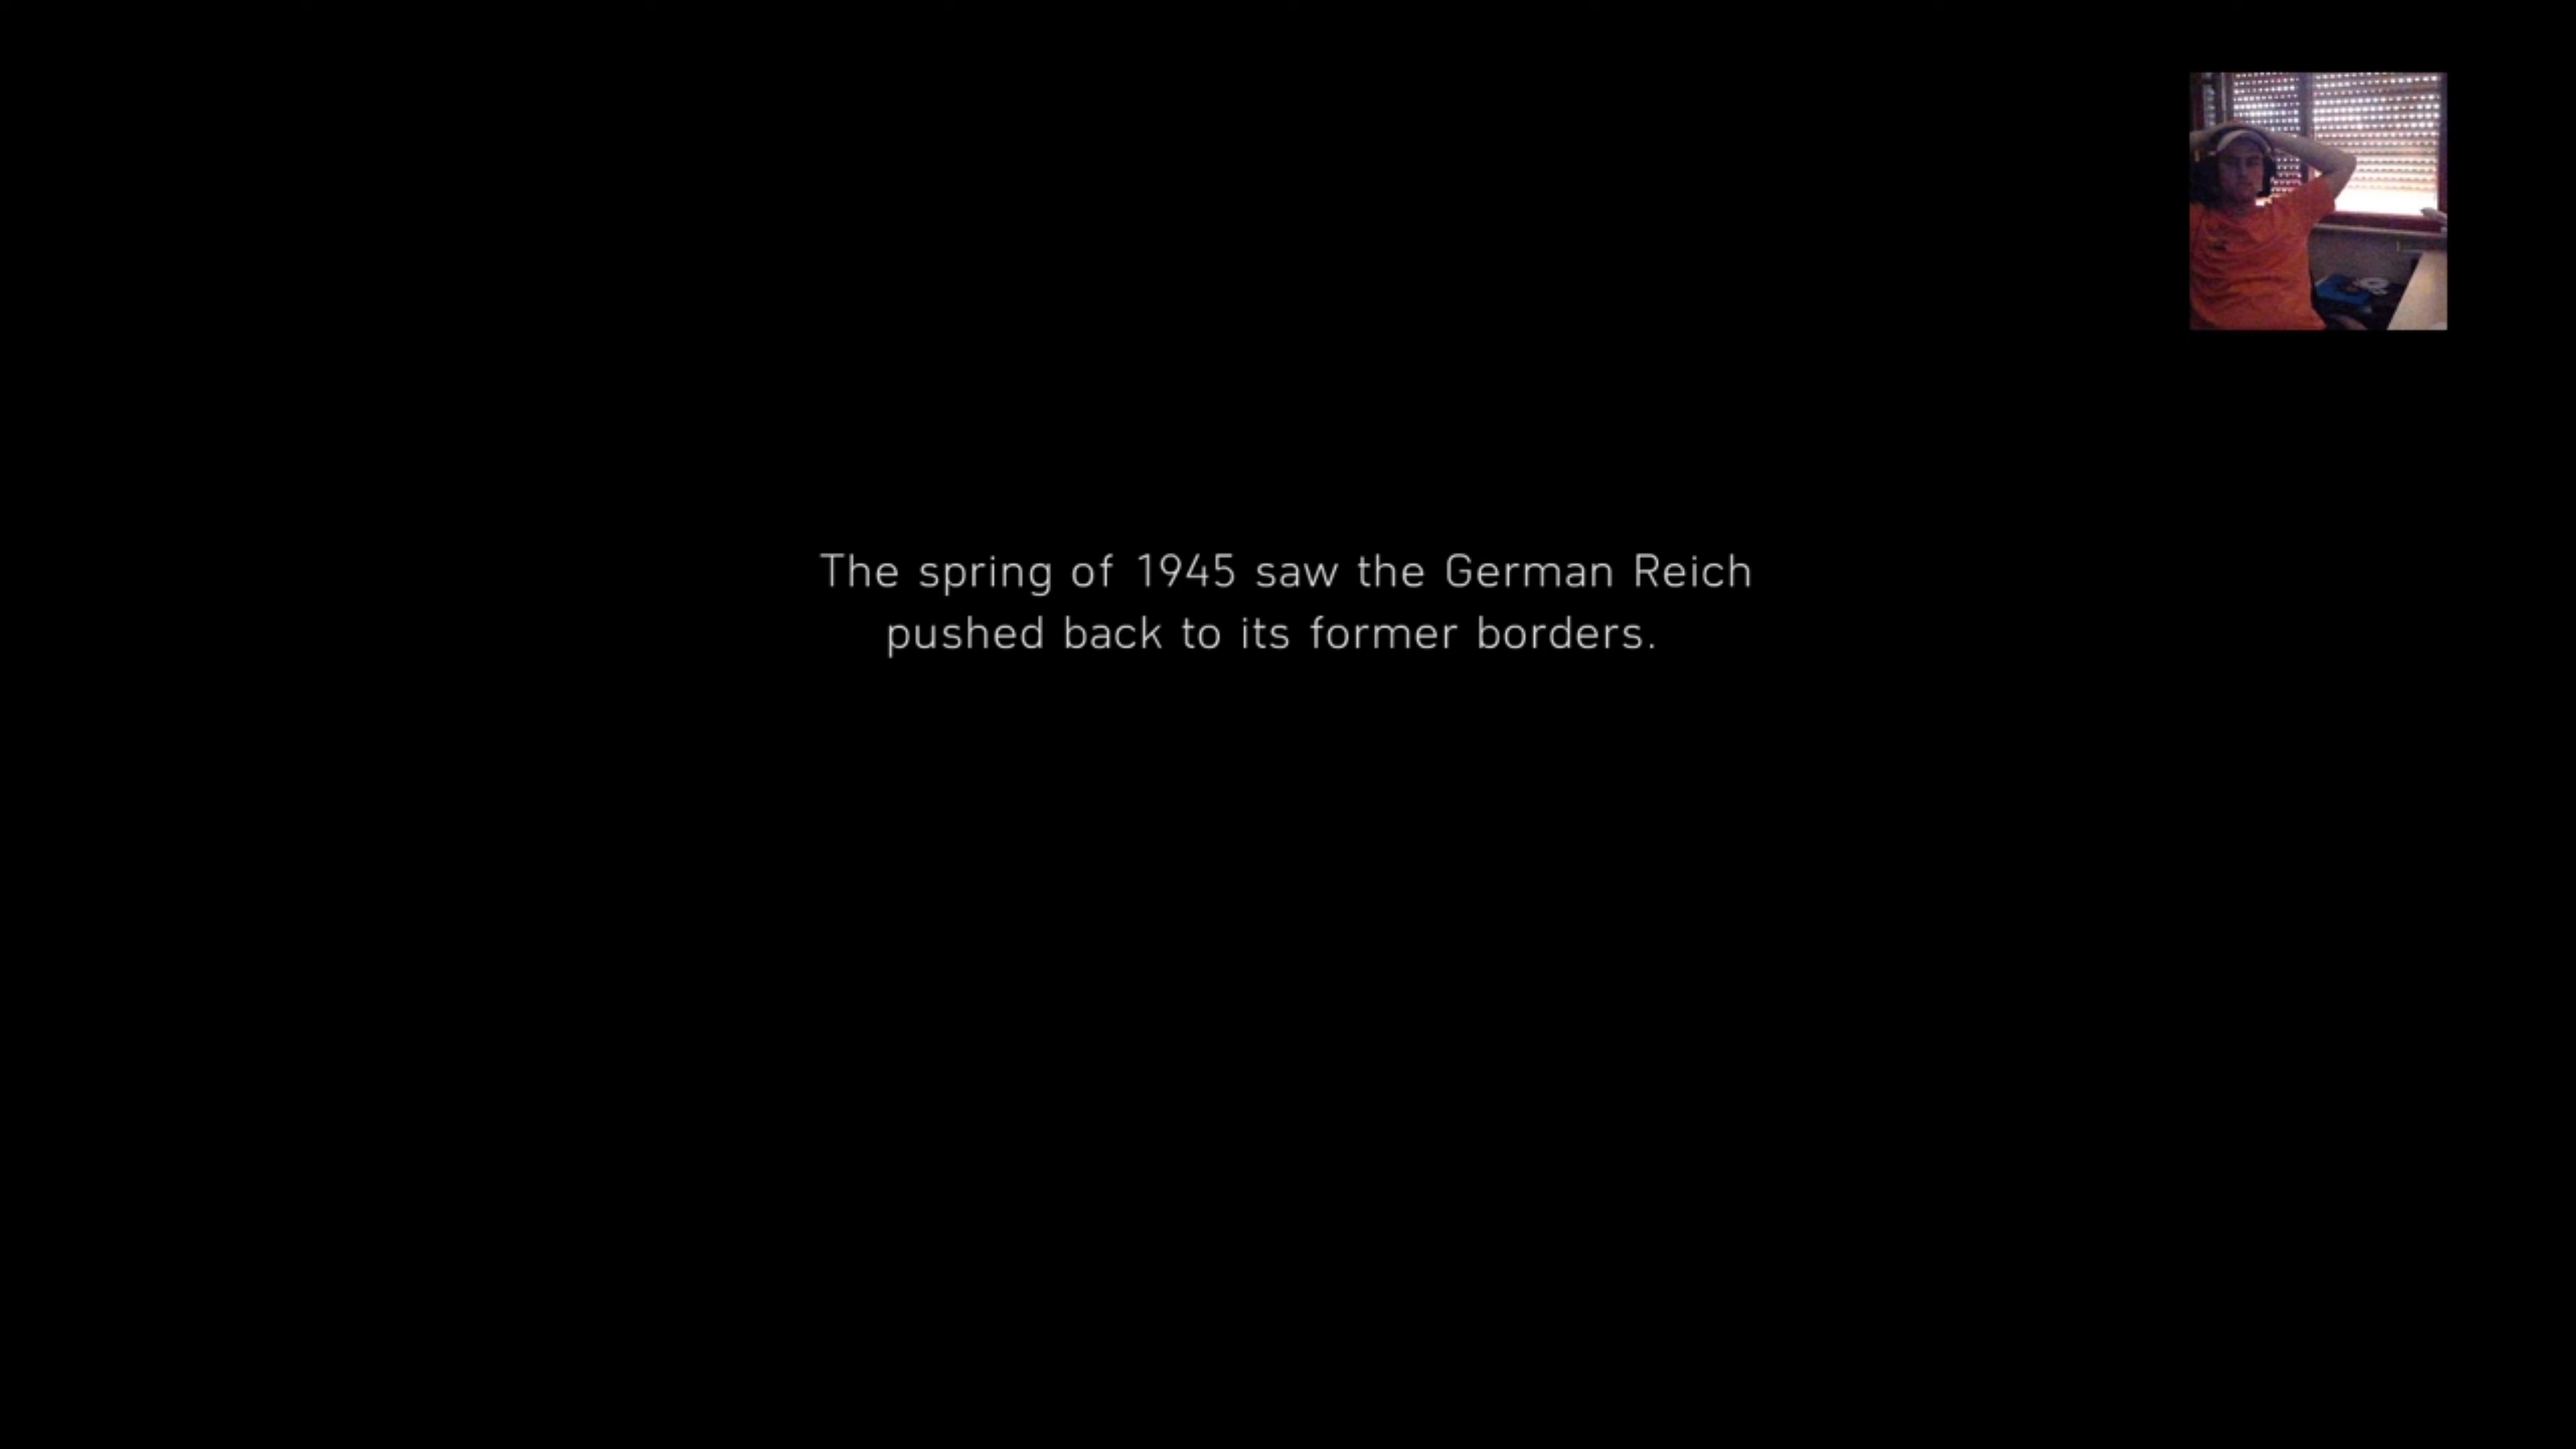 The spring of 1945 saw the German Reich
pushed back to its former borders.